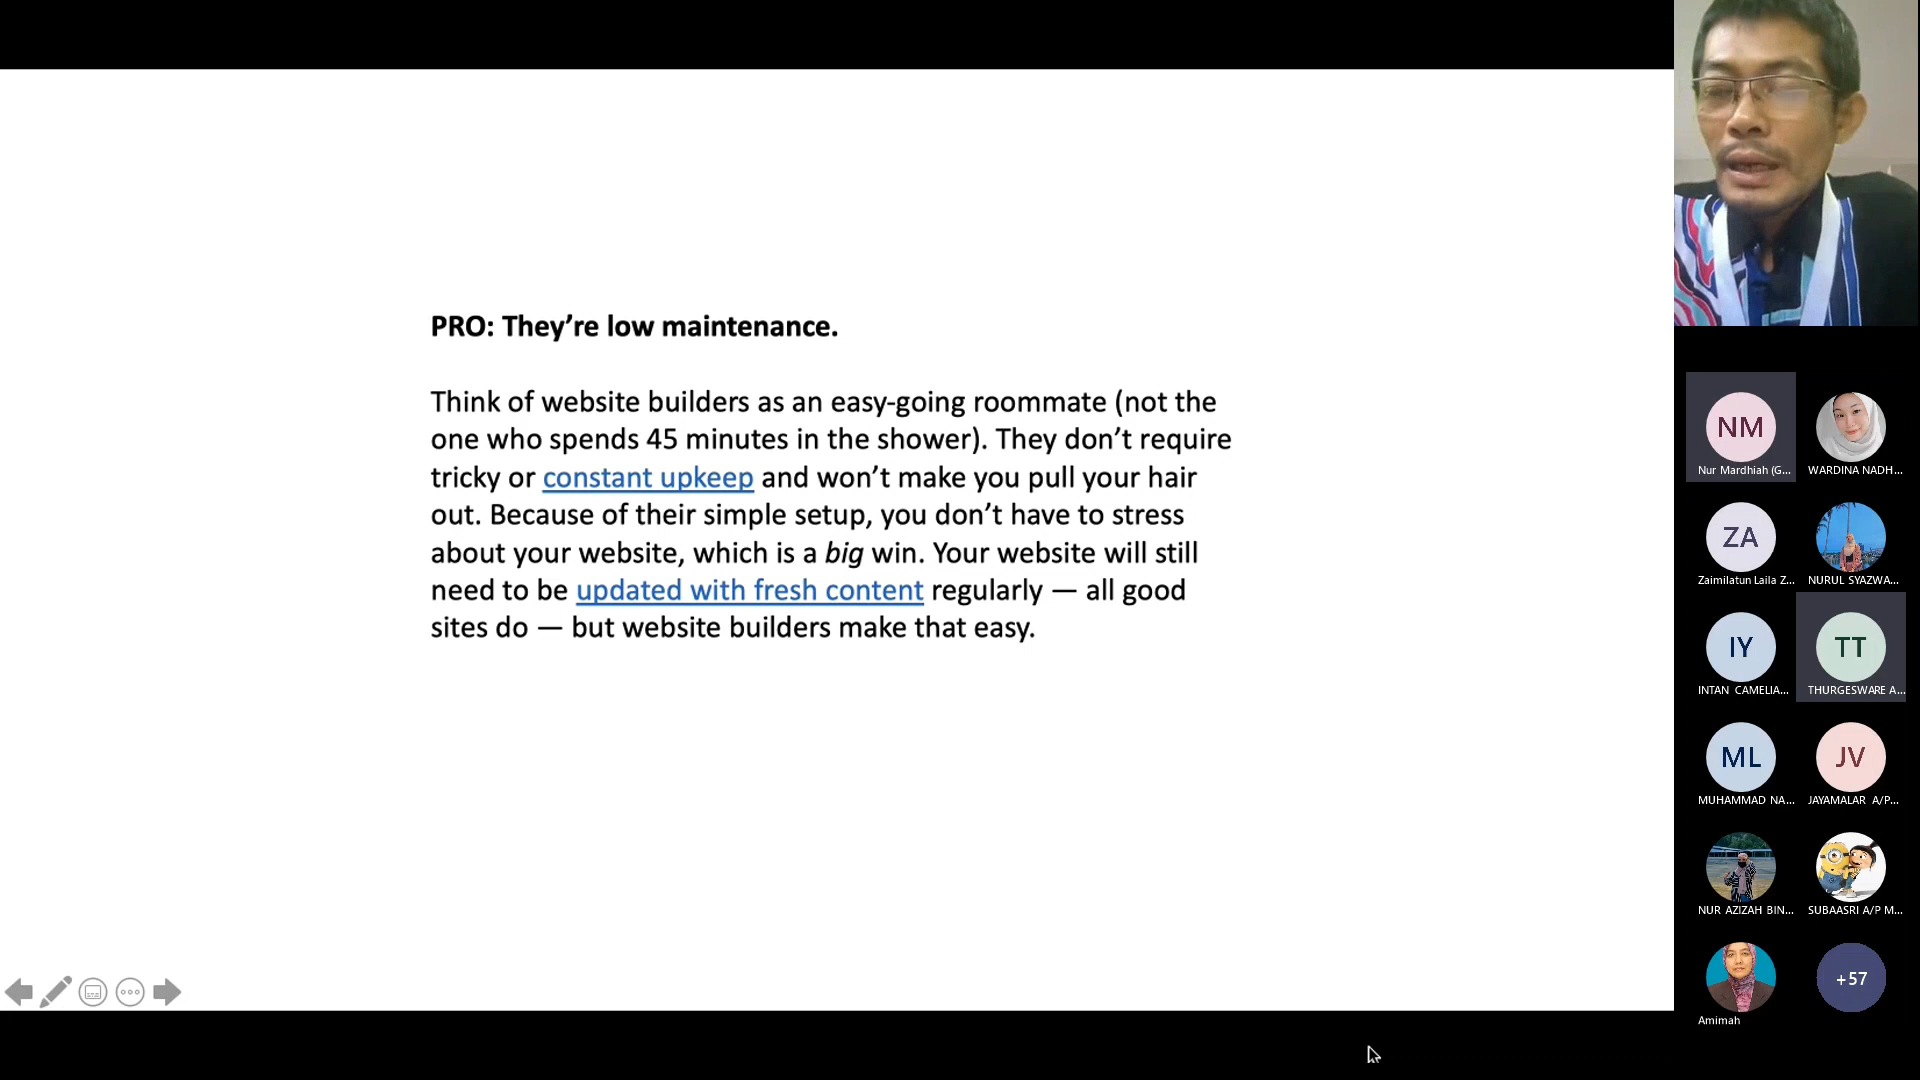 PRO: They’re low maintenance.
Think of website builders as an easy-going roommate (not the
one who spends 45 minutes in the shower). They don’t require
tricky or constant upkeep and won’t make you pull your hair
out. Because of their simple setup, you don’t have to stress
about your website, which is a big win. Your website will still
need to be updated with fresh content regularly — all good
sites do — but website builders make that easy.
NM
Nur Mardhiah (G...
WARDINA NADH...
ZA
Zaimilatun Laila Z...
NURUL SYAZWA...
IY
INTAN CAMELIA...
TT
THURGESWARE A...
ML
MUHAMMAD NA...
JV
JAYAMALAR A/P...
NUR AZIZAH BIN...
SUBAASRI A/P M...
Amimah
+57